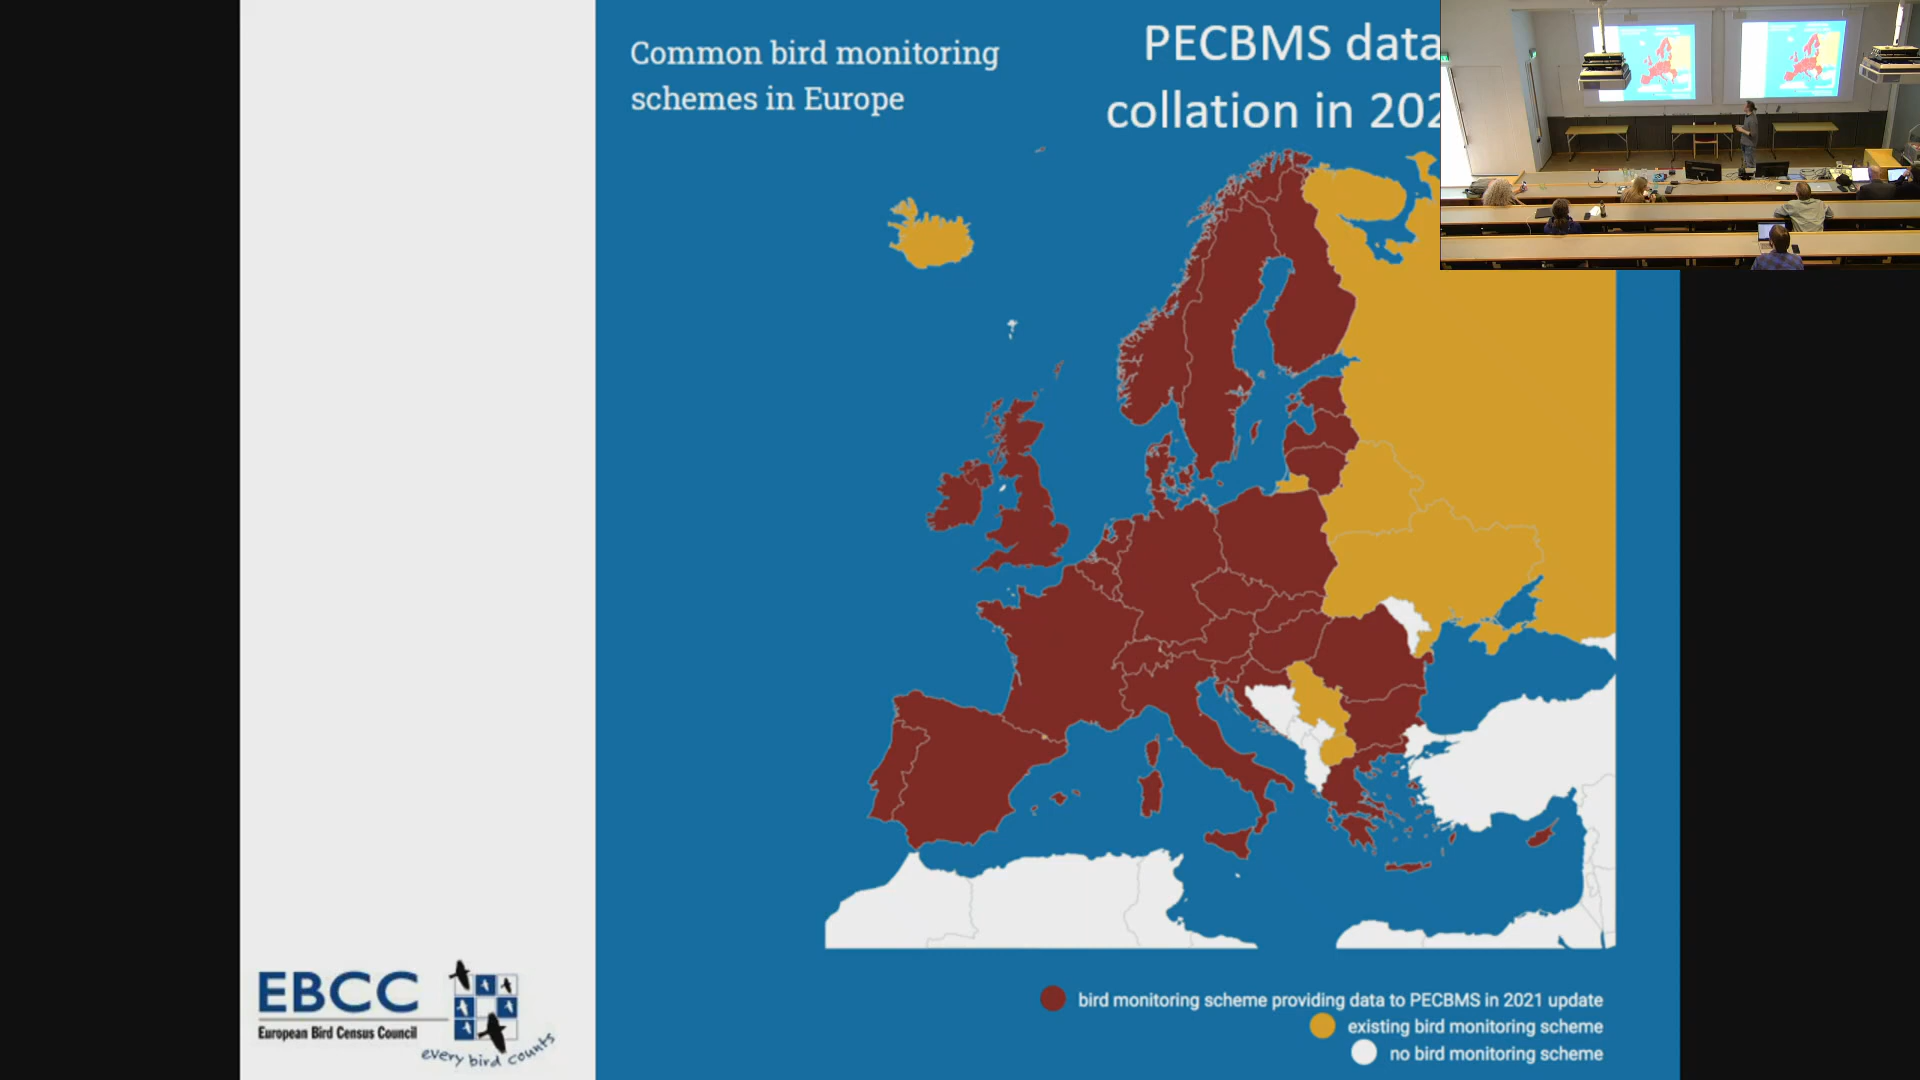 Common bird monitoring
schemes in Europe
PECBMS data
collation in 202
EBCC
European Bird Census Council
every bird counts
bird monitoring scheme providing data to PECBMS in 2021 update
existing bird monitoring scheme
no bird monitoring scheme